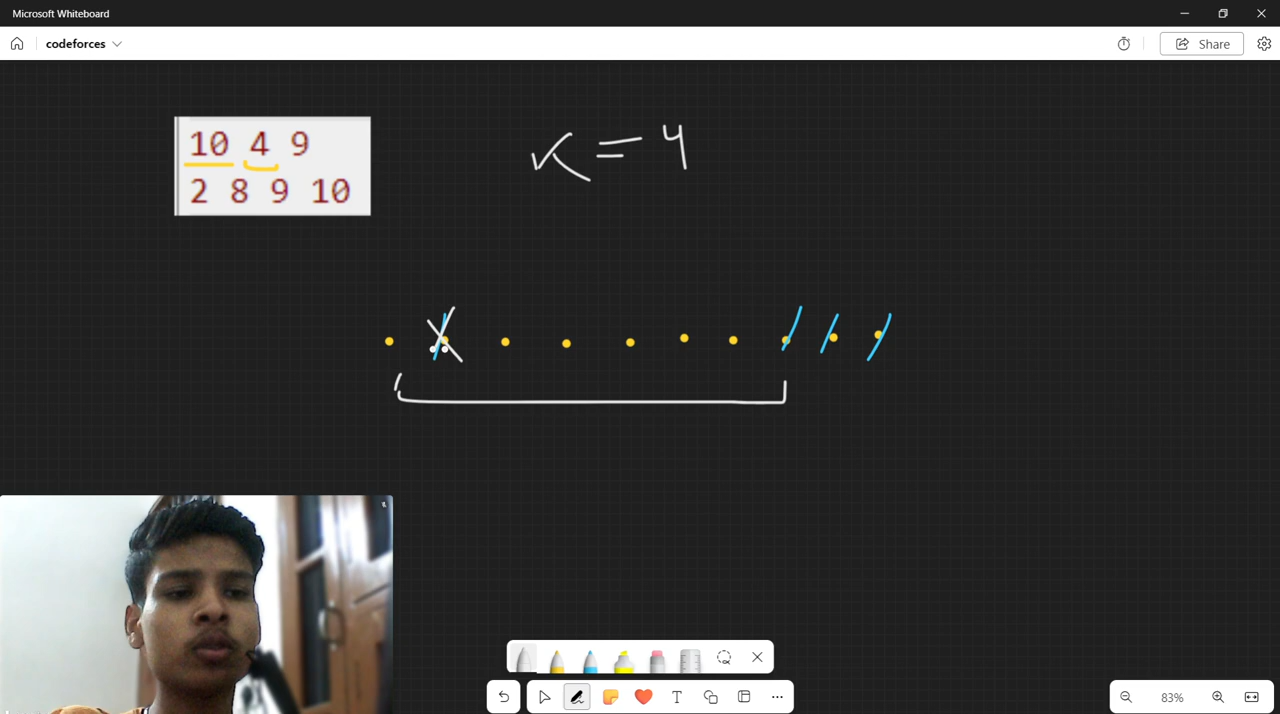 Microsoft Whiteboard
codeforces
Share
10 4 9
2 8 9 10
K = 4
83%